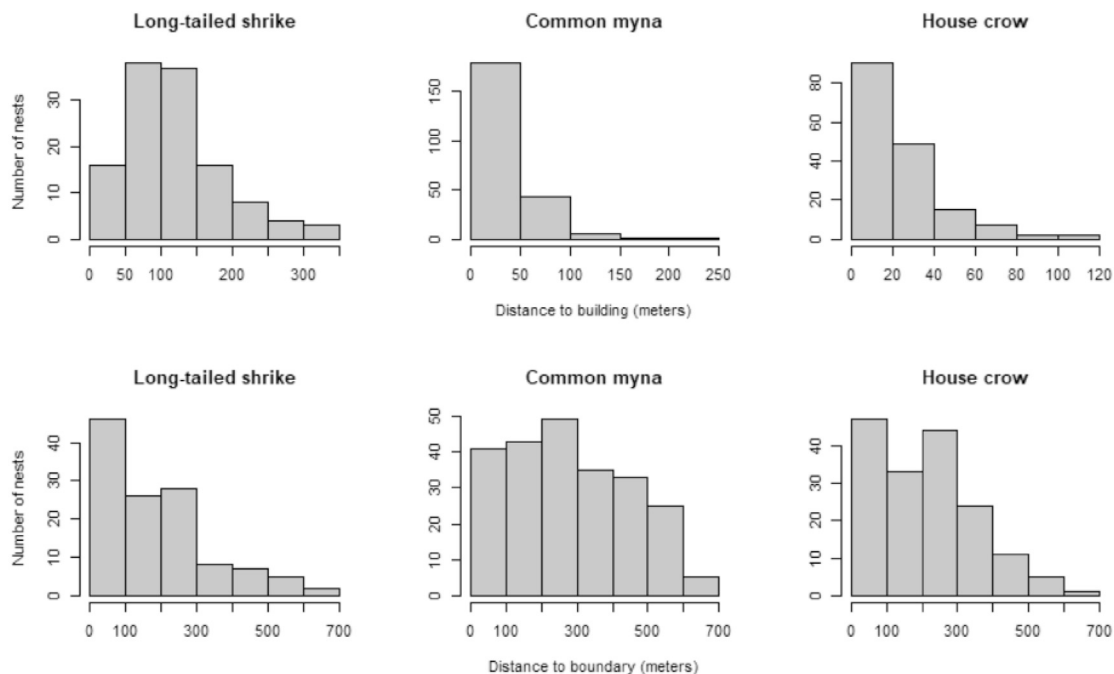 Long-tailed shrike
Common myna
House crow
Number of nests
0 10 20 30
0 50 100 150
0 20 40 60 80
0 50 100 200 300
0 50 100 150 200 250
0 20 40 60 80 100 120
Distance to building (meters)
Long-tailed shrike
Common myna
House crow
Number of nests
0 10 20 30 40
0 10 20 30 40 50
0 10 20 30 40
0 100 300 500 700
0 100 300 500 700
0 100 300 500 700
Distance to boundary (meters)